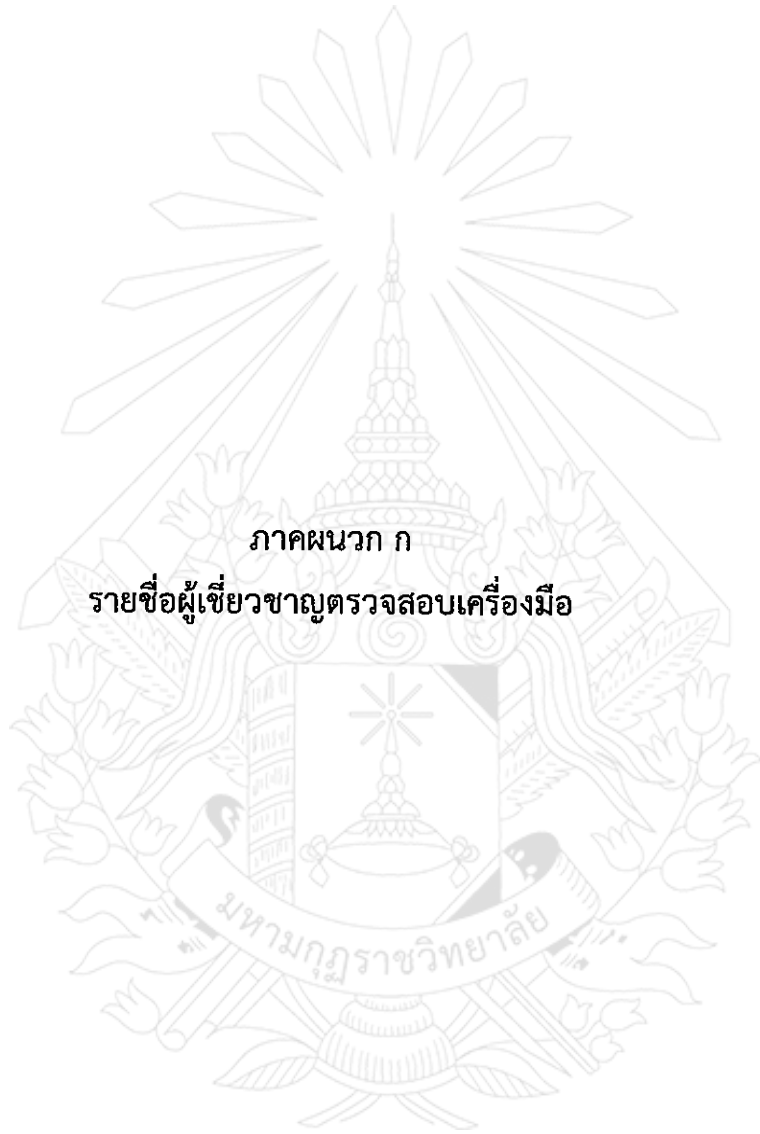 ภาคผนวก ก
รายชื่อผู้เชี่ยวชาญตรวจสอบเครื่องมือ
มหามกุฏราชวิทยาลัย